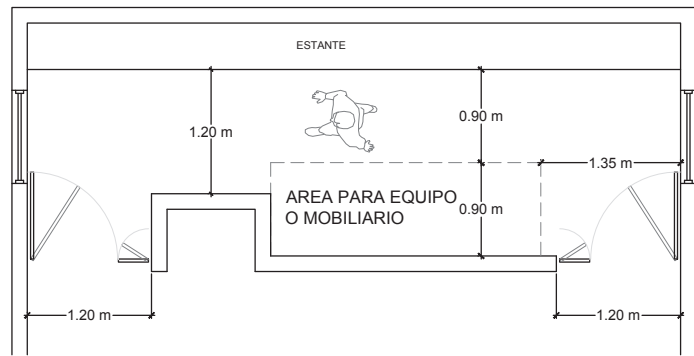 ESTANTE
1.20 m
0.90 m
1.35 m
AREA PARA EQUIPO
O MOBILIARIO
0.90 m
1.20 m
1.20 m